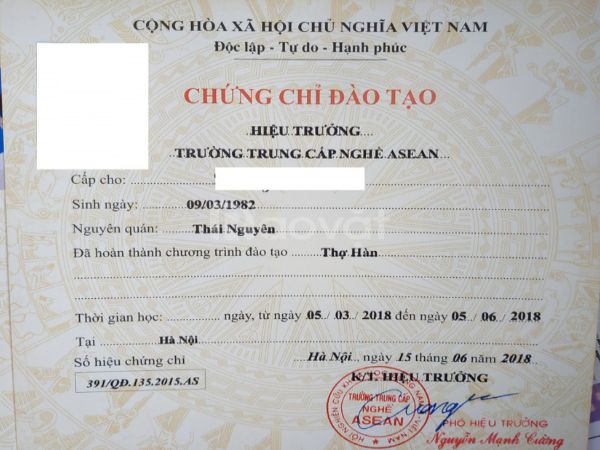 CỘNG HÒA XÃ HỘI CHỦ NGHĨA VIỆT NAM
Độc lập - Tự do - Hạnh phúc
CHỨNG CHỈ ĐÀO TẠO
HIỆU TRƯỞNG
TRƯỜNG TRUNG CẤP NGHỀ ASEAN
Cấp cho:
Sinh ngày: 09/03/1982
Nguyên quán: Thái Nguyên
Đã hoàn thành chương trình đào tạo Thợ Hàn
Thời gian học: ngày, từ ngày 05 / 03 / 2018 đến ngày 05 / 06 / 2018
Tại Hà Nội
Số hiệu chứng chỉ
Hà Nội, ngày 15 tháng 06 năm 2018
391/QĐ.135.2015.AS
K/T. HIỆU TRƯỞNG
TRƯỜNG TRUNG CẤP
NGHỀ
ASEAN
PHÓ HIỆU TRƯỞNG
Nguyễn Mạnh Cường